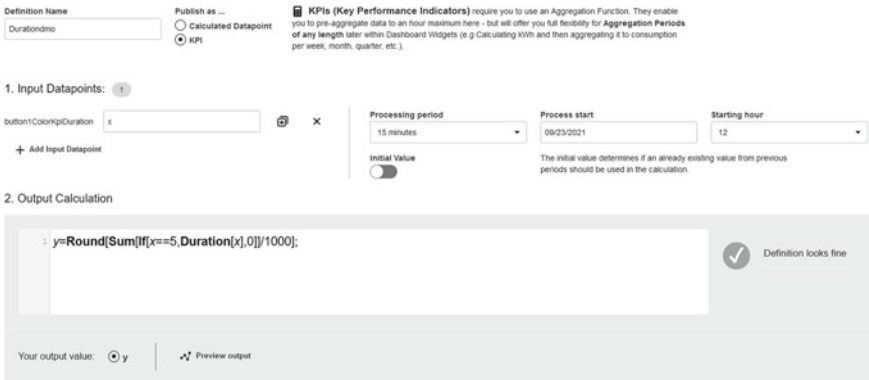 Definition Name
Durationdmo
Publish as ...
Calculated Datapoint
KPI
KPIs (Key Performance Indicators) require you to use an Aggregation Function. They enable
you to pre-aggregate data to an hour maximum here - but will offer you full flexibility for Aggregation Periods
of any length later within Dashboard Widgets (e.g Calculating kWh and then aggregating it to consumption
per week, month, quarter, etc.).
1. Input Datapoints: 1
button1ColorKpiDuration x
+ Add Input Datapoint
Processing period
15 minutes
Process start
09/23/2021
Starting hour
12
Initial Value
The initial value determines if an already existing value from previous
periods should be used in the calculation.
2. Output Calculation
1 y=Round[Sum[If[x==5,Duration[x],0]]/1000];
Definition looks fine
Your output value: y
Preview output